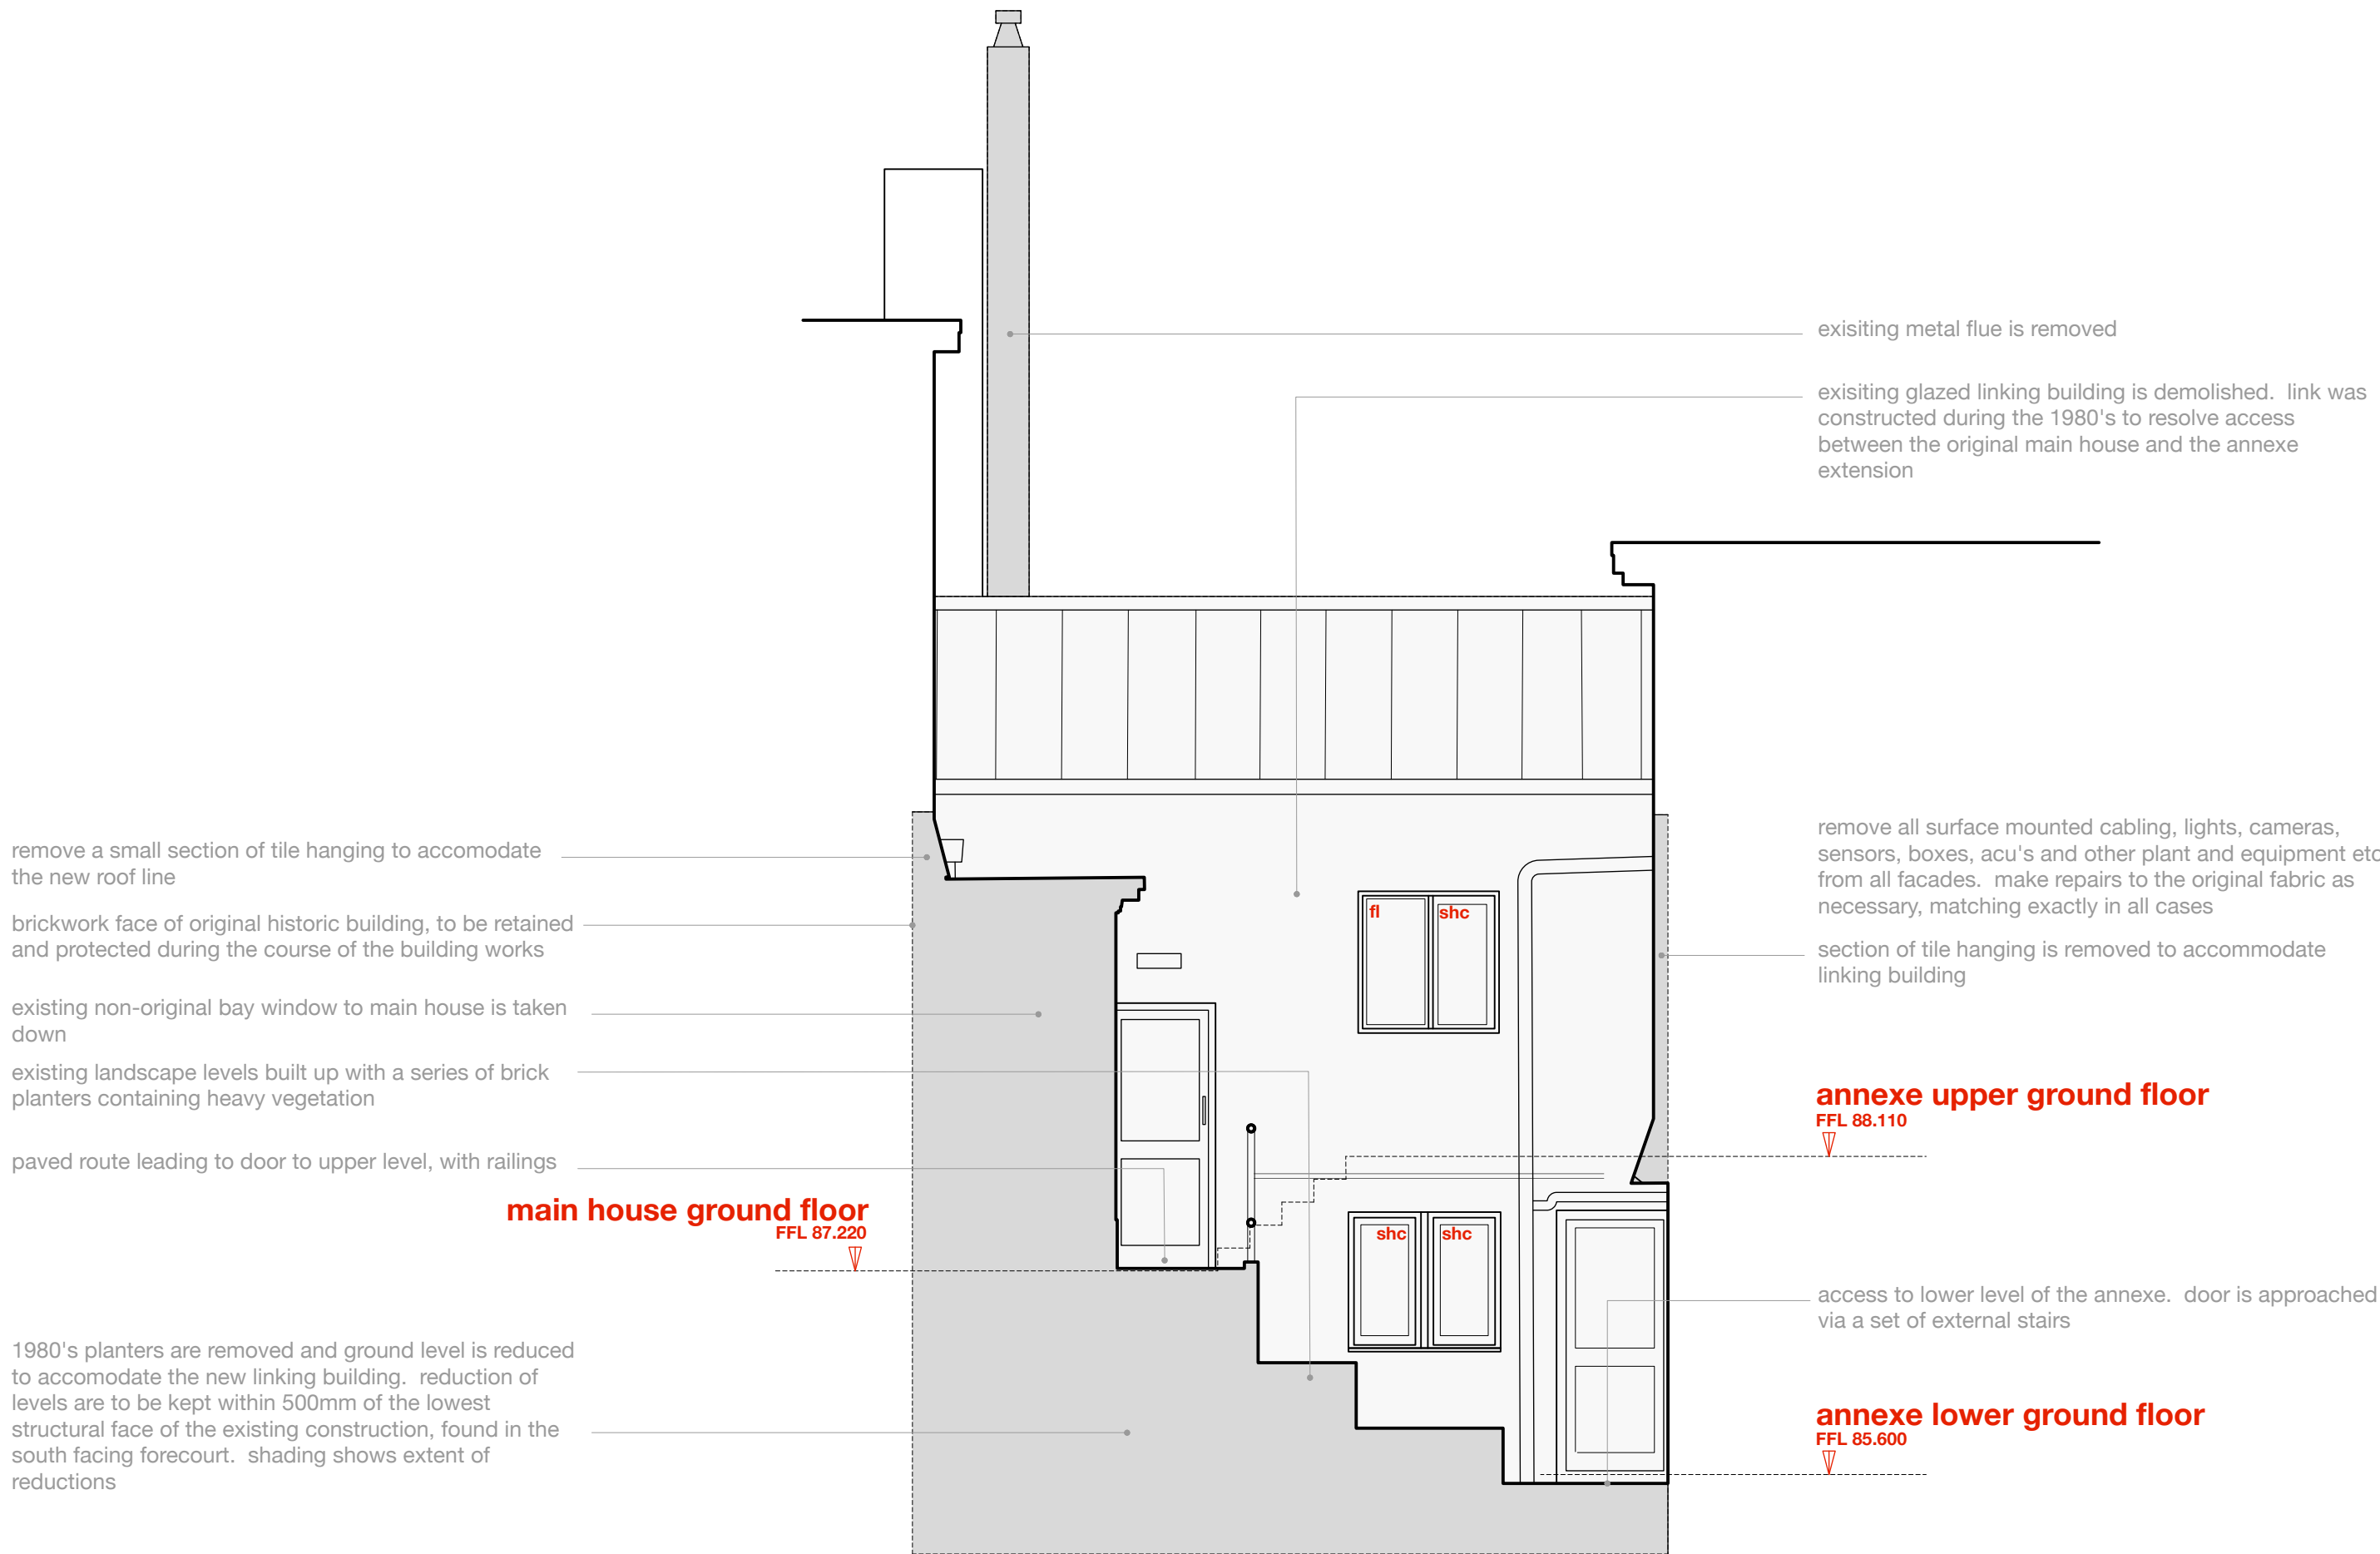 exisiting metal flue is removed
exisiting glazed linking building is demolished.  link was
constructed during the 1980's to resolve access
between the original main house and the annexe
extension
remove a small section of tile hanging to accomodate
the new roof line
brickwork face of original historic building, to be retained
and protected during the course of the building works
existing non-original bay window to main house is taken
down
existing landscape levels built up with a series of brick
planters containing heavy vegetation
paved route leading to door to upper level, with railings
main house ground floor
FFL 87.220
1980's planters are removed and ground level is reduced
to accomodate the new linking building.  reduction of
levels are to be kept within 500mm of the lowest
structural face of the existing construction, found in the
south facing forecourt.  shading shows extent of
reductions
fl shc
shc shc
remove all surface mounted cabling, lights, cameras,
sensors, boxes, acu's and other plant and equipment etc
from all facades.  make repairs to the original fabric as
necessary, matching exactly in all cases
section of tile hanging is removed to accommodate
linking building
annexe upper ground floor
FFL 88.110
access to lower level of the annexe.  door is approached
via a set of external stairs
annexe lower ground floor
FFL 85.600